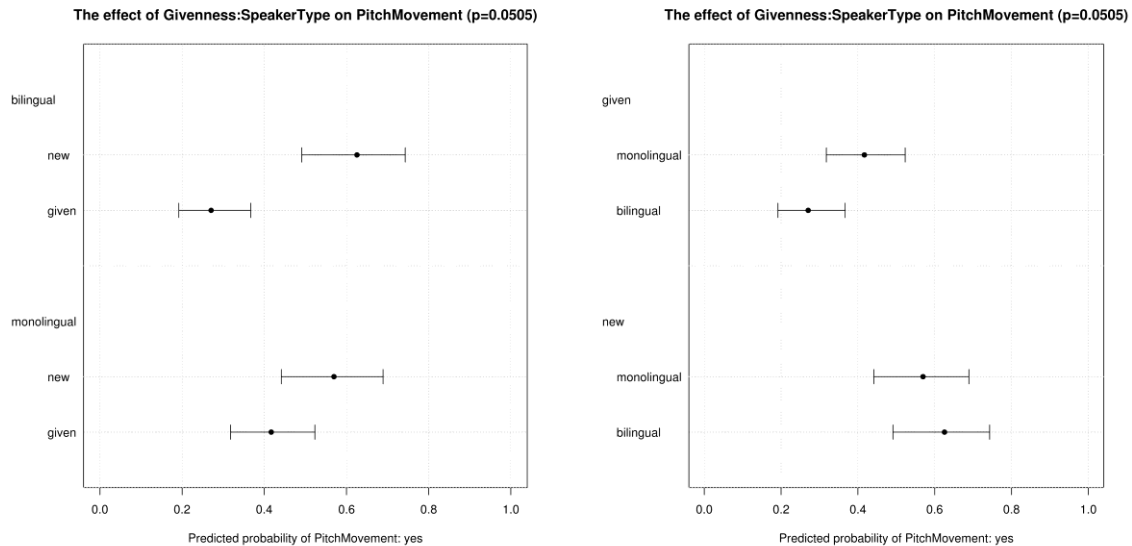 The effect of Givenness:SpeakerType on PitchMovement (p=0.0505)
bilingual
new
given
monolingual
new
given
0.0 0.2 0.4 0.6 0.8 1.0
Predicted probability of PitchMovement: yes
The effect of Givenness:SpeakerType on PitchMovement (p=0.0505)
given
monolingual
bilingual
new
monolingual
bilingual
0.0 0.2 0.4 0.6 0.8 1.0
Predicted probability of PitchMovement: yes